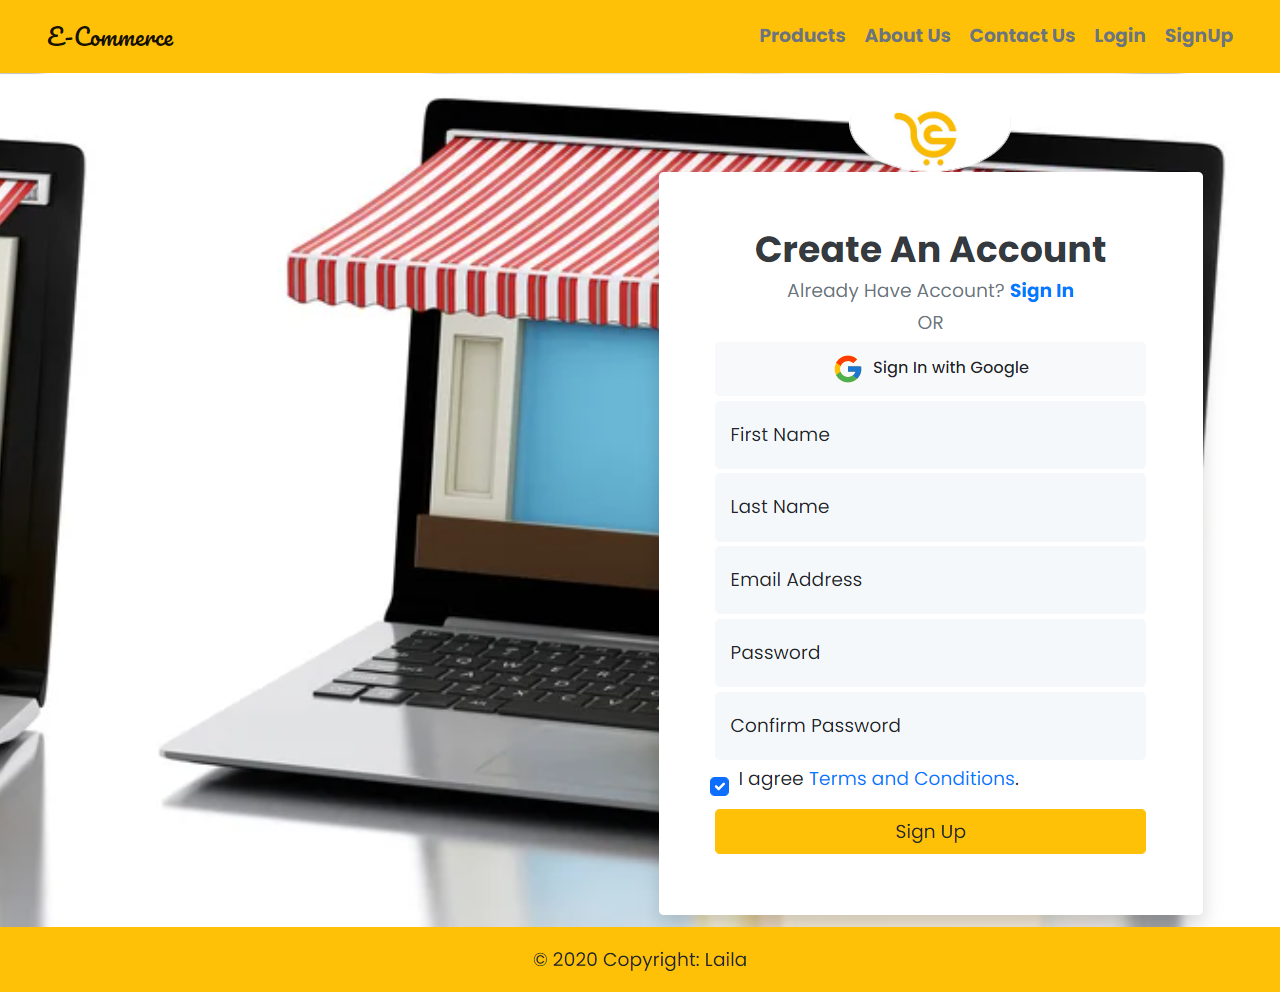 E-Commerce
Products About Us Contact Us Login SignUp
Create An Account
Already Have Account? Sign In
OR
Sign In with Google
First Name
Last Name
Email Address
Password
Confirm Password
I agree Terms and Conditions.
Sign Up
© 2020 Copyright: Laila